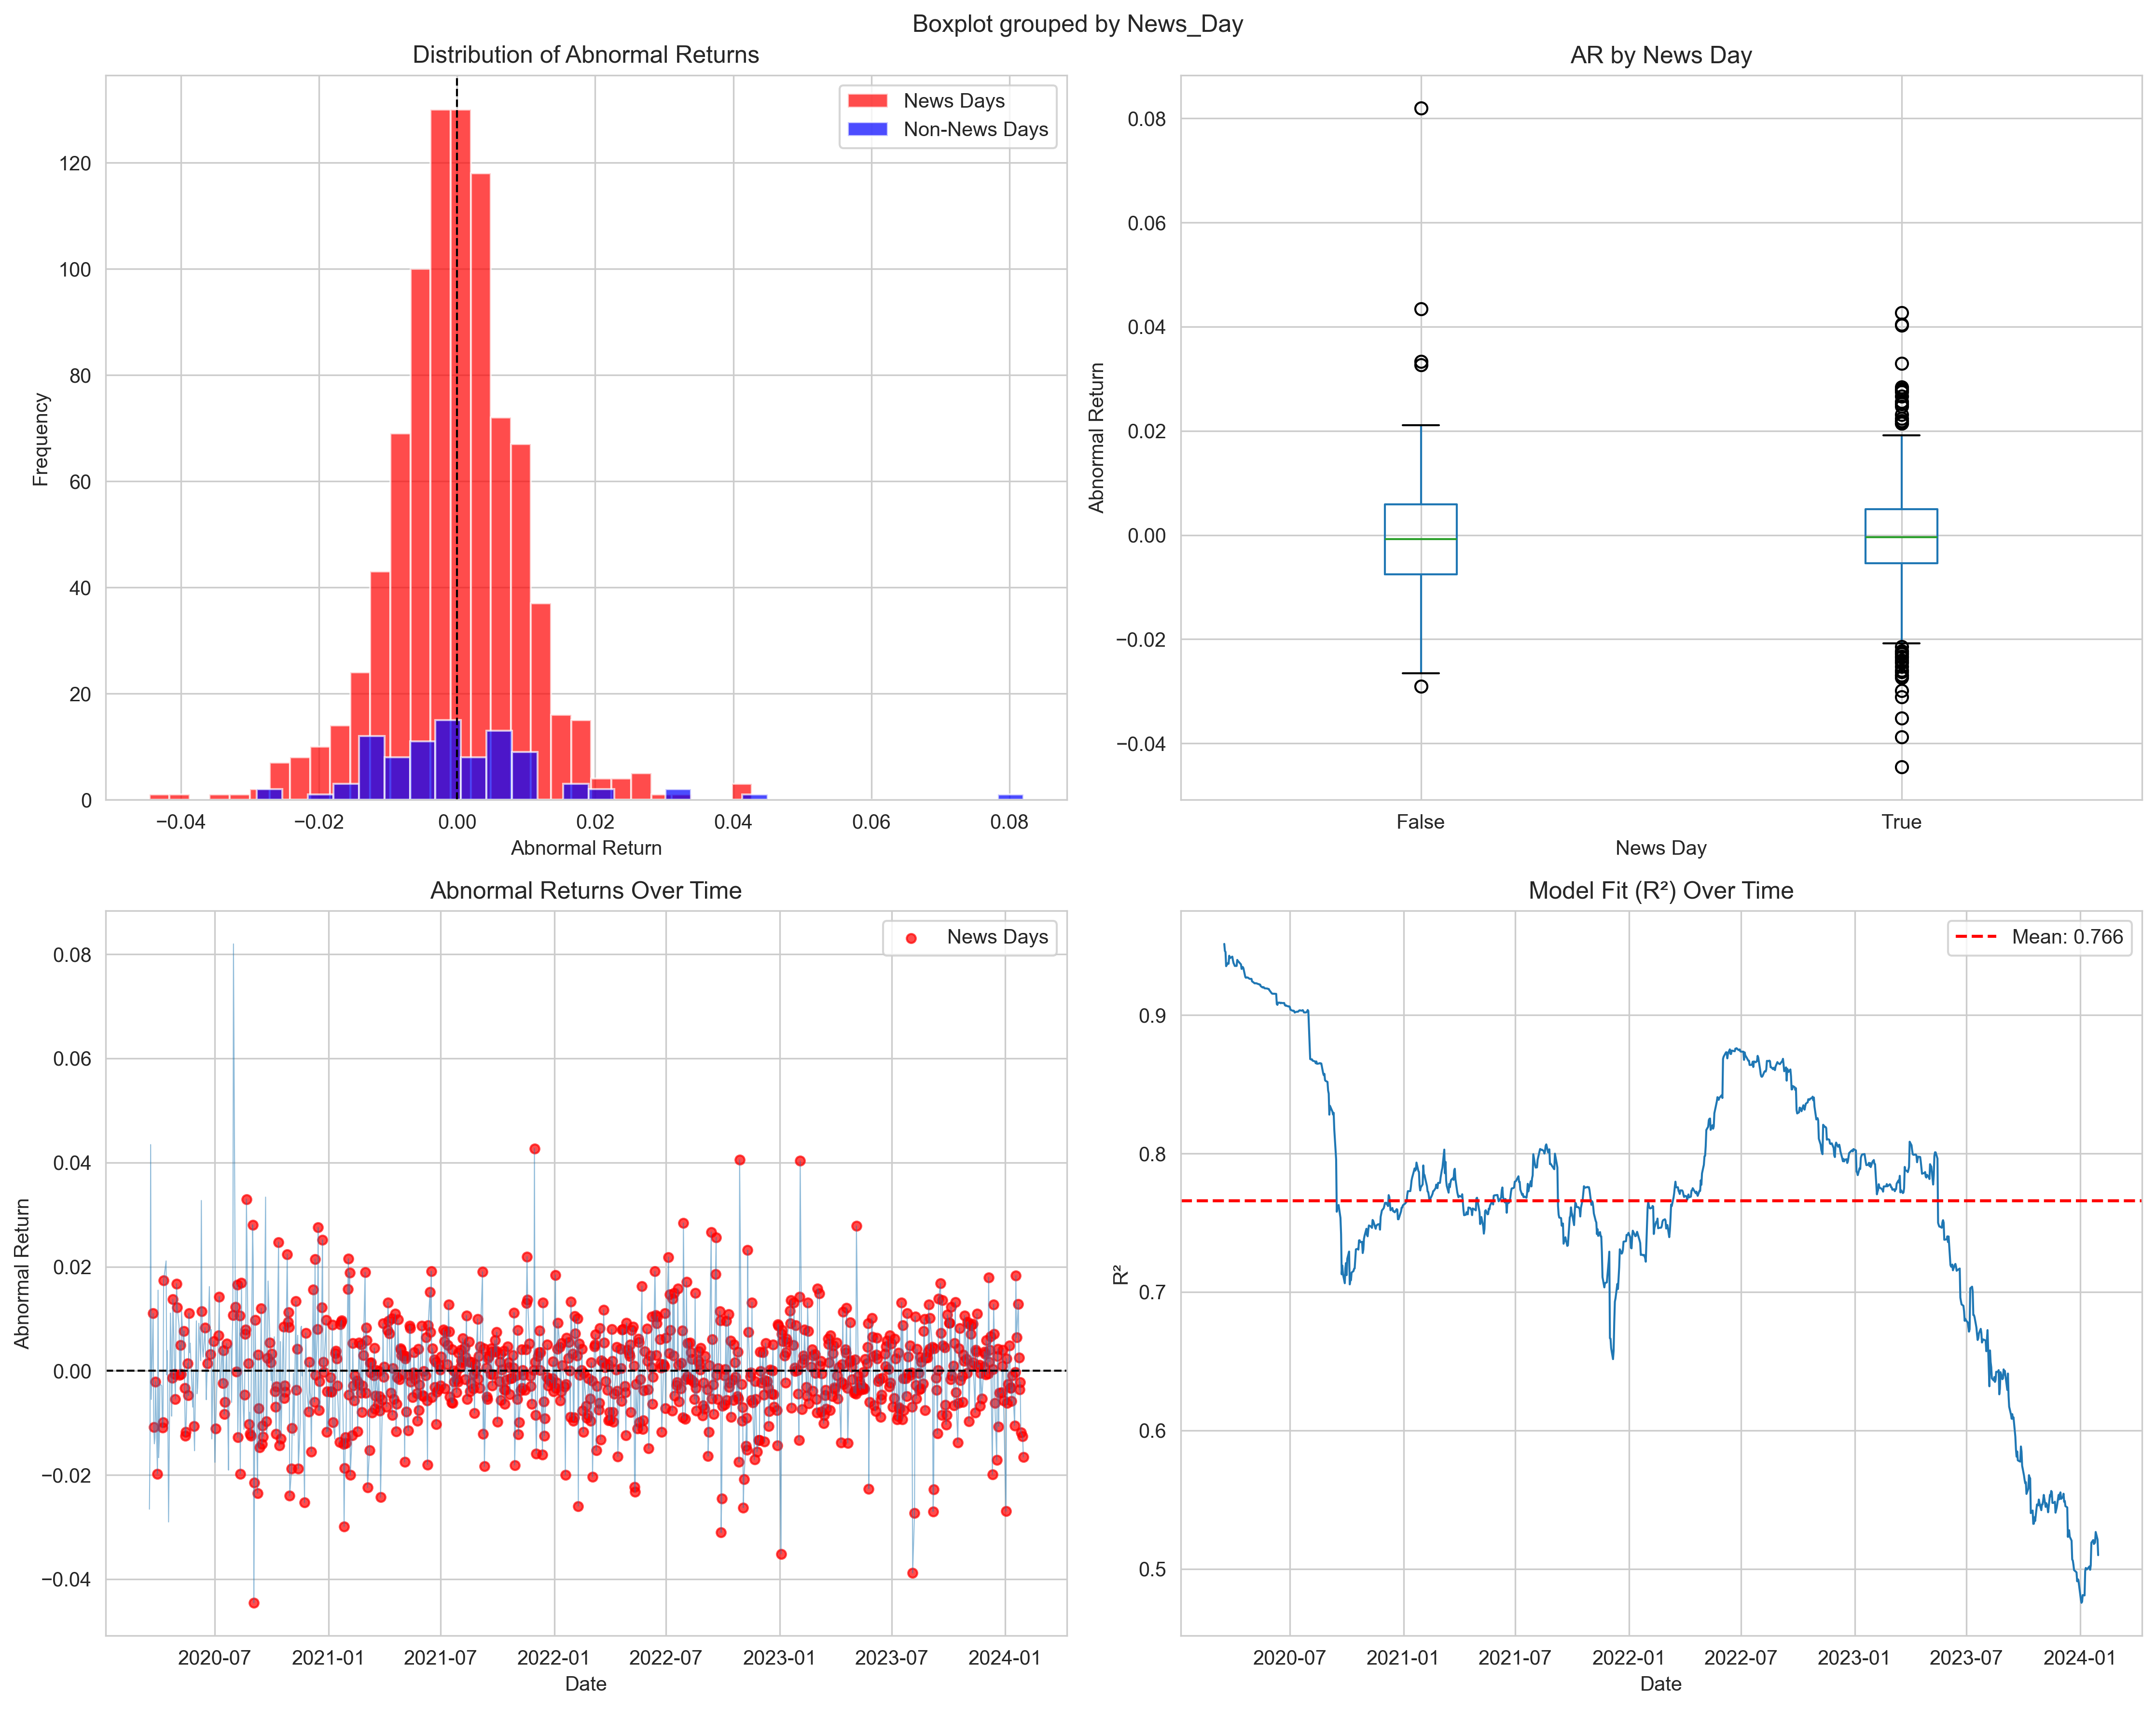 Boxplot grouped by News_Day
Distribution of Abnormal Returns
News Days
Non-News Days
120
100
80
60
40
20
0
Frequency
−0.04 −0.02 0.00 0.02 0.04 0.06 0.08
Abnormal Return
AR by News Day
0.08
0.06
0.04
0.02
0.00
−0.02
−0.04
Abnormal Return
False True
News Day
Abnormal Returns Over Time
News Days
0.08
0.06
0.04
0.02
0.00
−0.02
−0.04
Abnormal Return
2020-07 2021-01 2021-07 2022-01 2022-07 2023-01 2023-07 2024-01
Date
Model Fit (R²) Over Time
Mean: 0.766
0.9
0.8
0.7
0.6
0.5
R²
2020-07 2021-01 2021-07 2022-01 2022-07 2023-01 2023-07 2024-01
Date